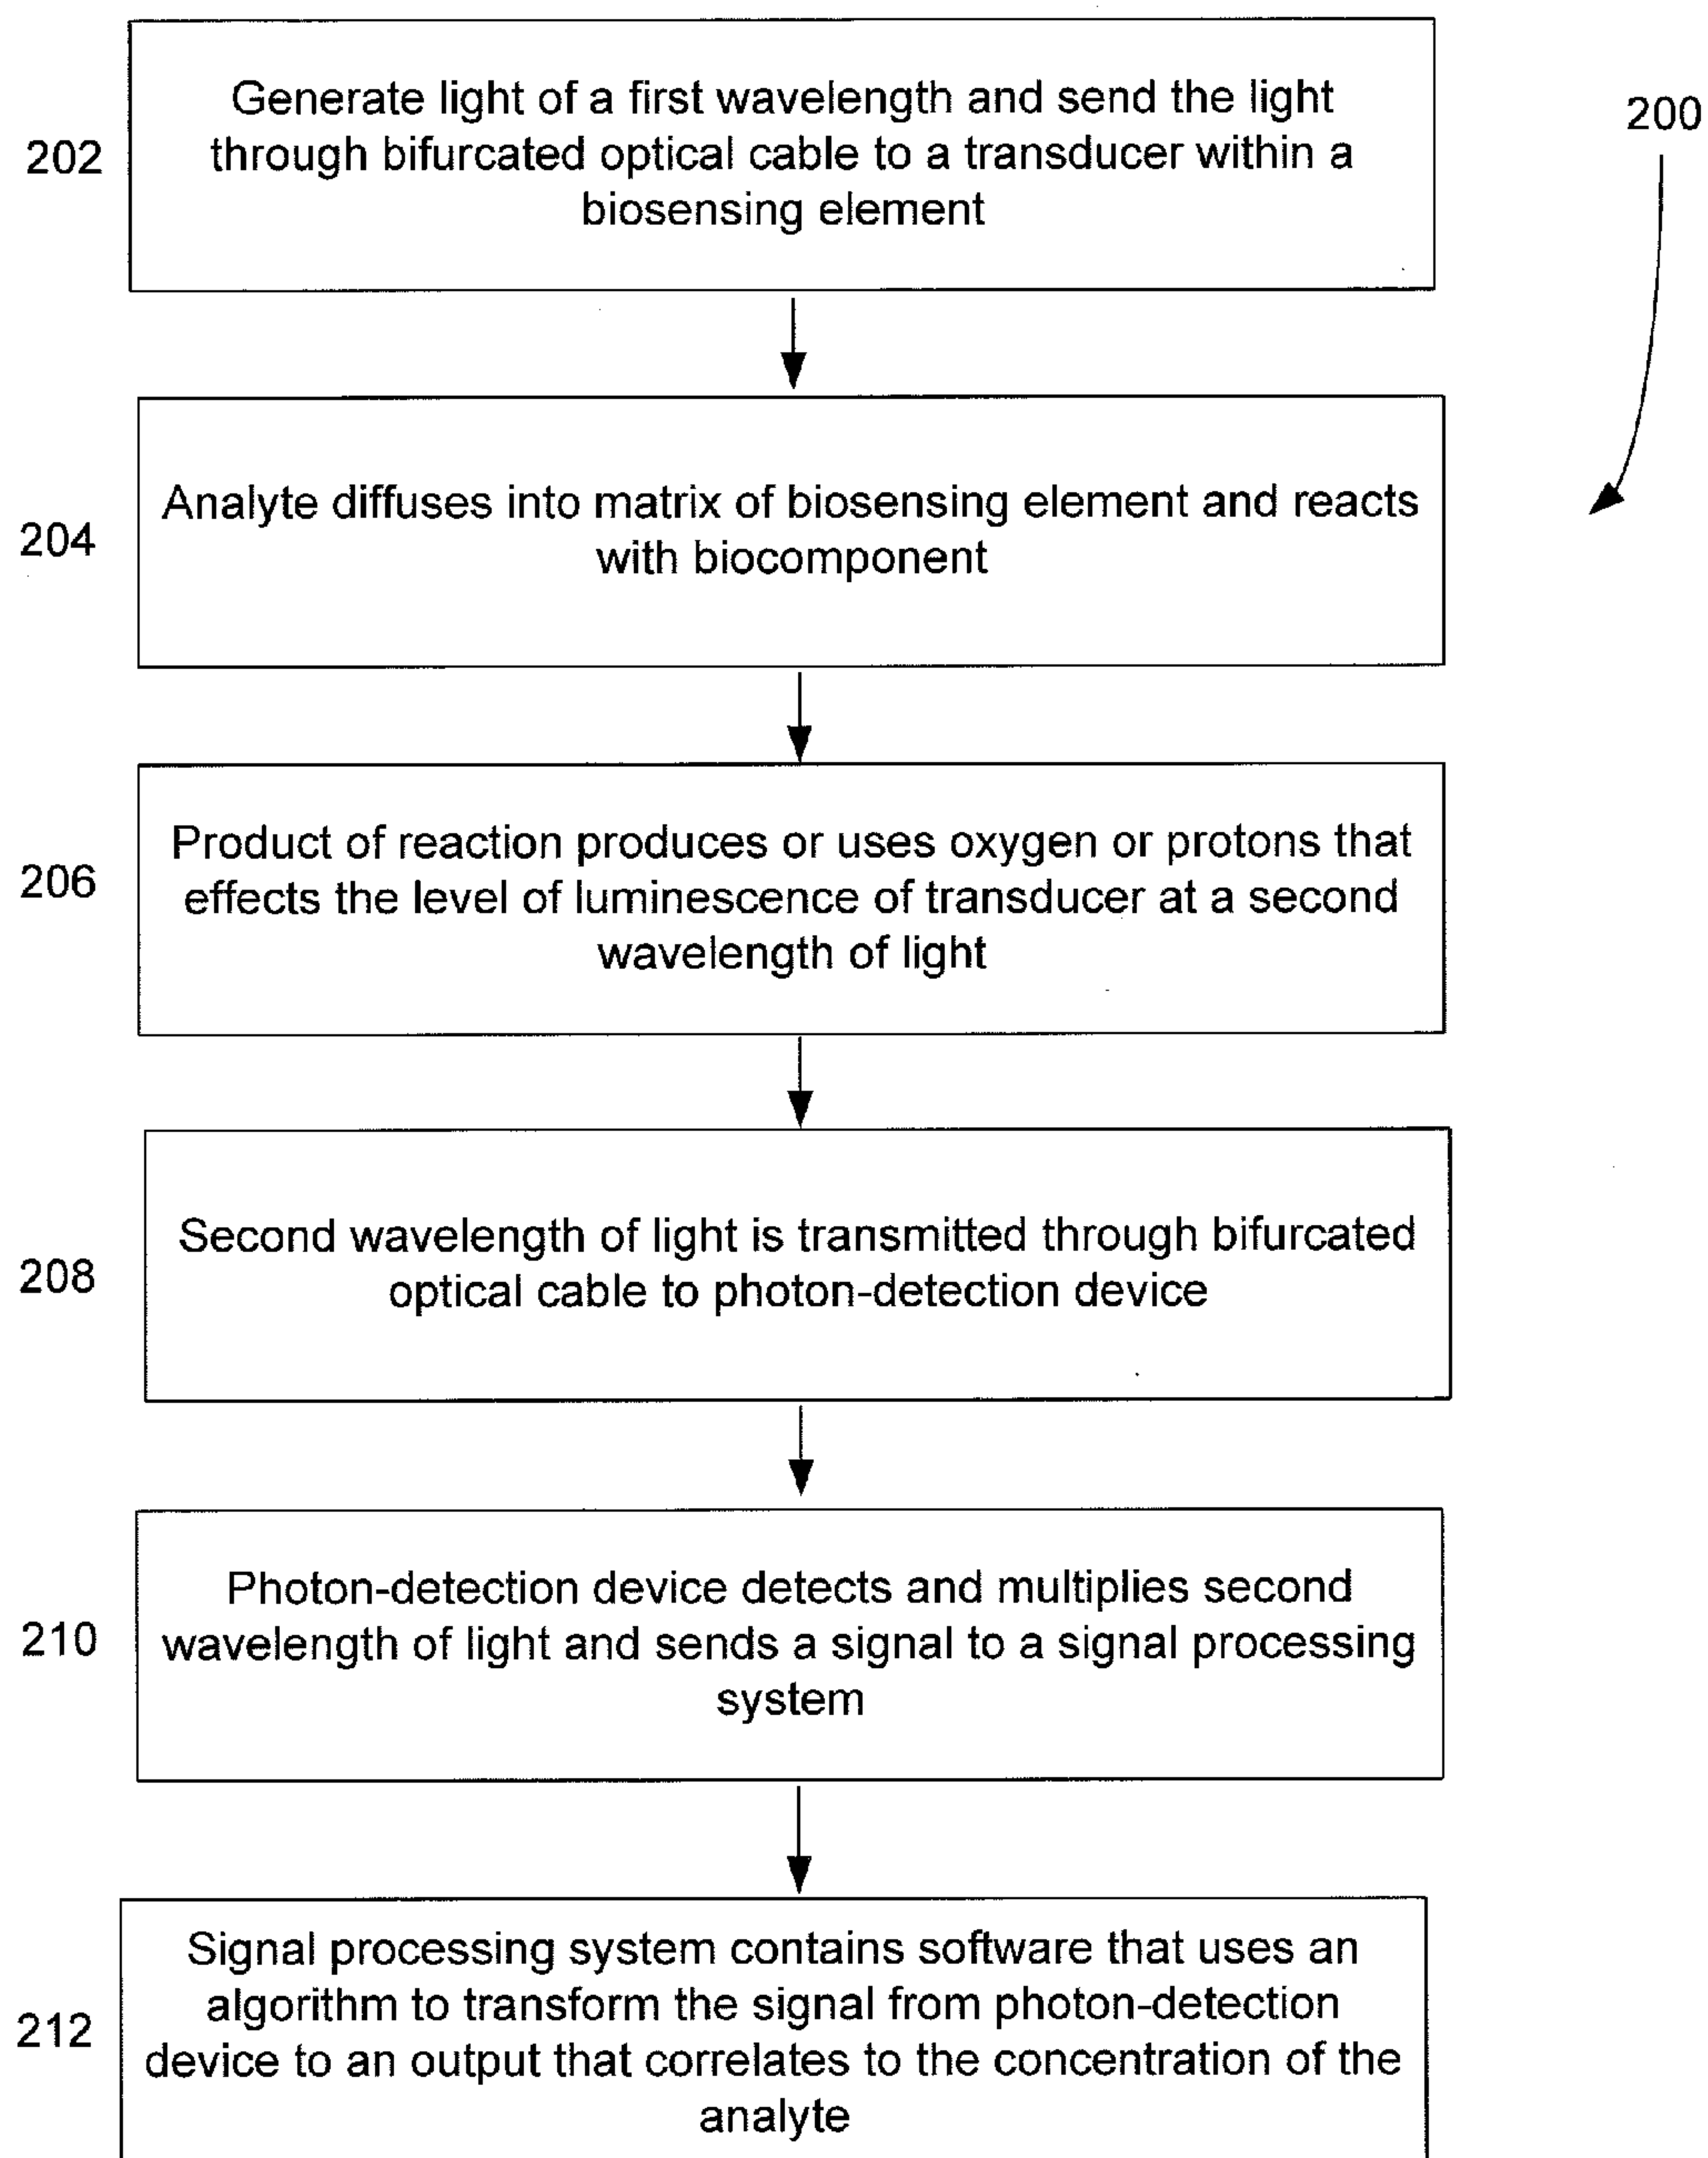 Generate light of a first wavelength and send the light
through bifurcated optical cable to a transducer within a
biosensing element
202
200
Analyte diffuses into matrix of biosensing element and reacts
with biocomponent
204
Product of reaction produces or uses oxygen or protons that
effects the level of luminescence of transducer at a second
wavelength of light
206
Second wavelength of light is transmitted through bifurcated
optical cable to photon-detection device
208
Photon-detection device detects and multiplies second
wavelength of light and sends a signal to a signal processing
system
210
Signal processing system contains software that uses an
algorithm to transform the signal from photon-detection
device to an output that correlates to the concentration of the
analyte
212